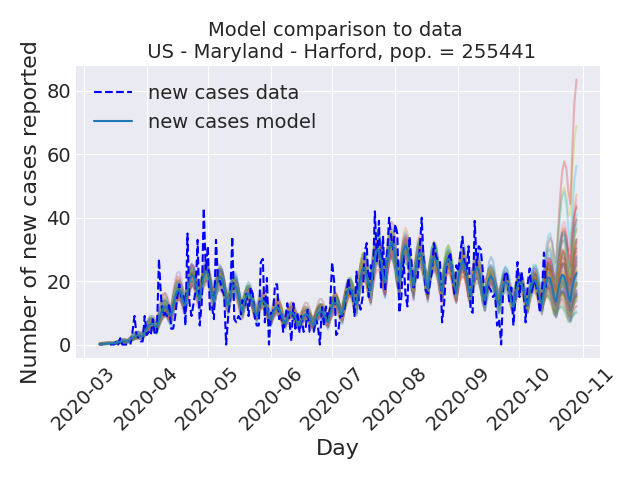 Model comparison to data
US - Maryland - Harford, pop. = 255441
new cases data
new cases model
Number of new cases reported
80
60
40
20
0
2020-03
2020-04
2020-05
2020-06
2020-07
2020-08
2020-09
2020-10
2020-11
Day